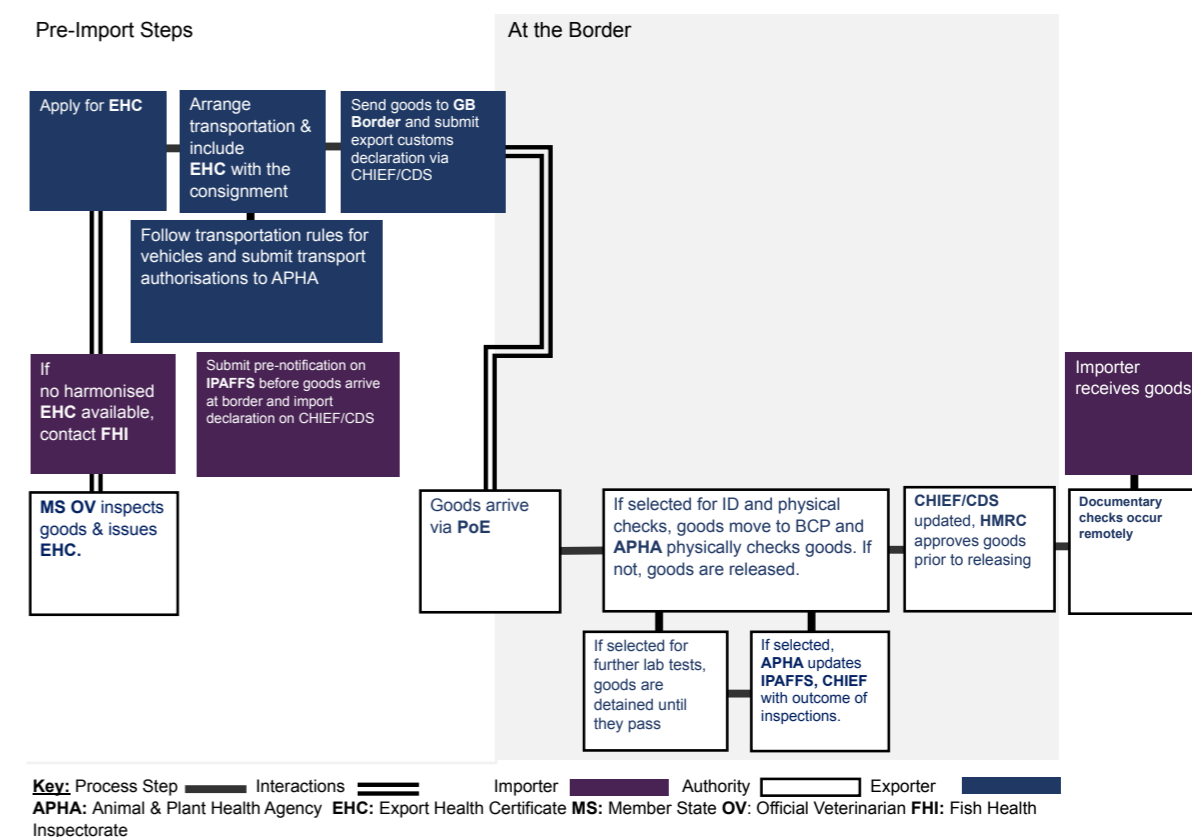 Pre-Import Steps
At the Border
Apply for EHC
Arrange
transportation &
include
EHC with the
consignment
Send goods to GB
Border and submit
export customs
declaration via
CHIEF/CDS
Follow transportation rules for
vehicles and submit transport
authorisations to APHA
If
no harmonised
EHC available,
contact FHI
Submit pre-notification on
IPAFFS before goods arrive
at border and import
declaration on CHIEF/CDS
Importer
receives goods
MS OV inspects
goods & issues
EHC.
Goods arrive
via PoE
If selected for ID and physical
checks, goods move to BCP and
APHA physically checks goods. If
not, goods are released.
CHIEF/CDS
updated, HMRC
approves goods
prior to releasing
Documentary
checks occur
remotely
If selected for
further lab tests,
goods are
detained until
they pass
If selected,
APHA updates
IPAFFS, CHIEF
with outcome of
inspections.
Key: Process Step Interactions Importer Authority Exporter
APHA: Animal & Plant Health Agency EHC: Export Health Certificate MS: Member State OV: Official Veterinarian FHI: Fish Health
Inspectorate